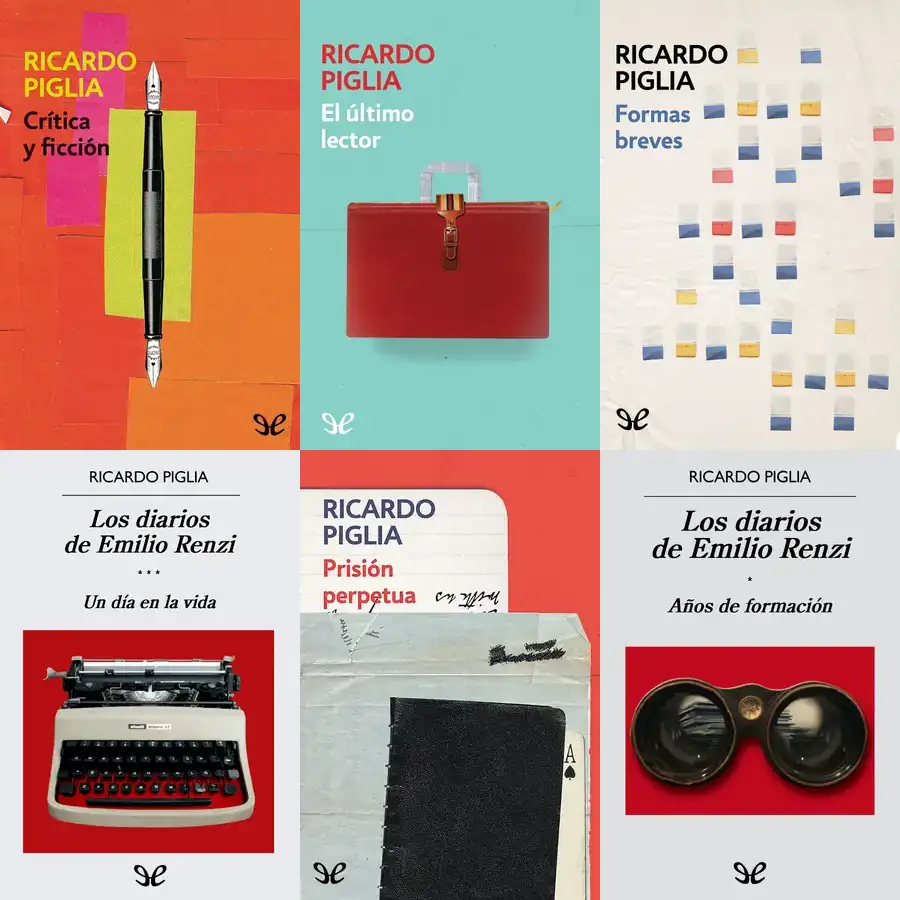 RICARDO
PIGLIA
Crítica
y ficción
RICARDO
PIGLIA
El último
lector
RICARDO
PIGLIA
Formas
breves
RICARDO PIGLIA
Los diarios
de Emilio Renzi
* * *
Un día en la vida
olivetti
RICARDO
PIGLIA
Prisión
perpetua
A
RICARDO PIGLIA
Los diarios
de Emilio Renzi
*
Años de formación